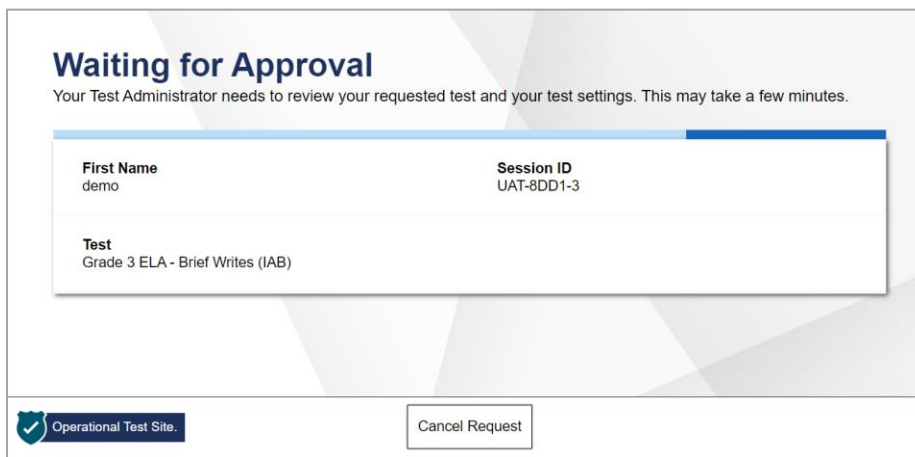 Waiting for Approval
Your Test Administrator needs to review your requested test and your test settings. This may take a few minutes.
First Name
demo
Session ID
UAT-8DD1-3
Test
Grade 3 ELA - Brief Writes (IAB)
Operational Test Site.
Cancel Request